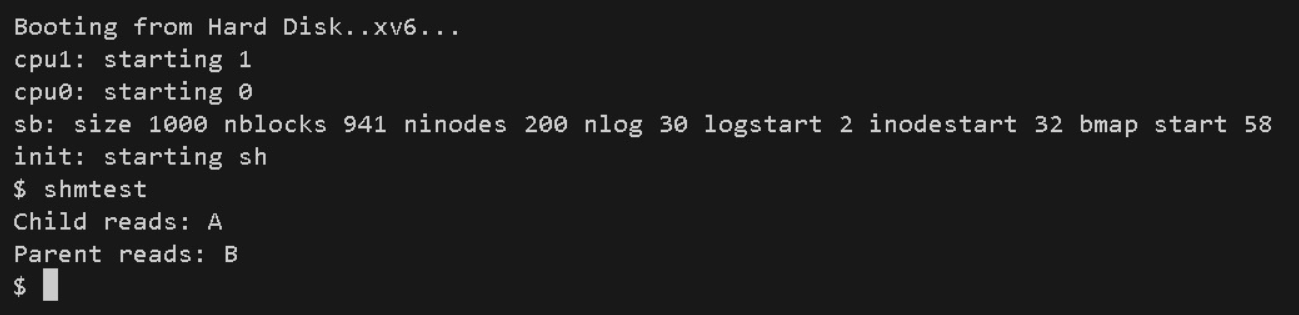 Booting from Hard Disk..xv6...
cpu1: starting 1
cpu0: starting 0
sb: size 1000 nblocks 941 ninodes 200 nlog 30 logstart 2 inodestart 32 bmap start 58
init: starting sh
$ shmtest
Child reads: A
Parent reads: B
$